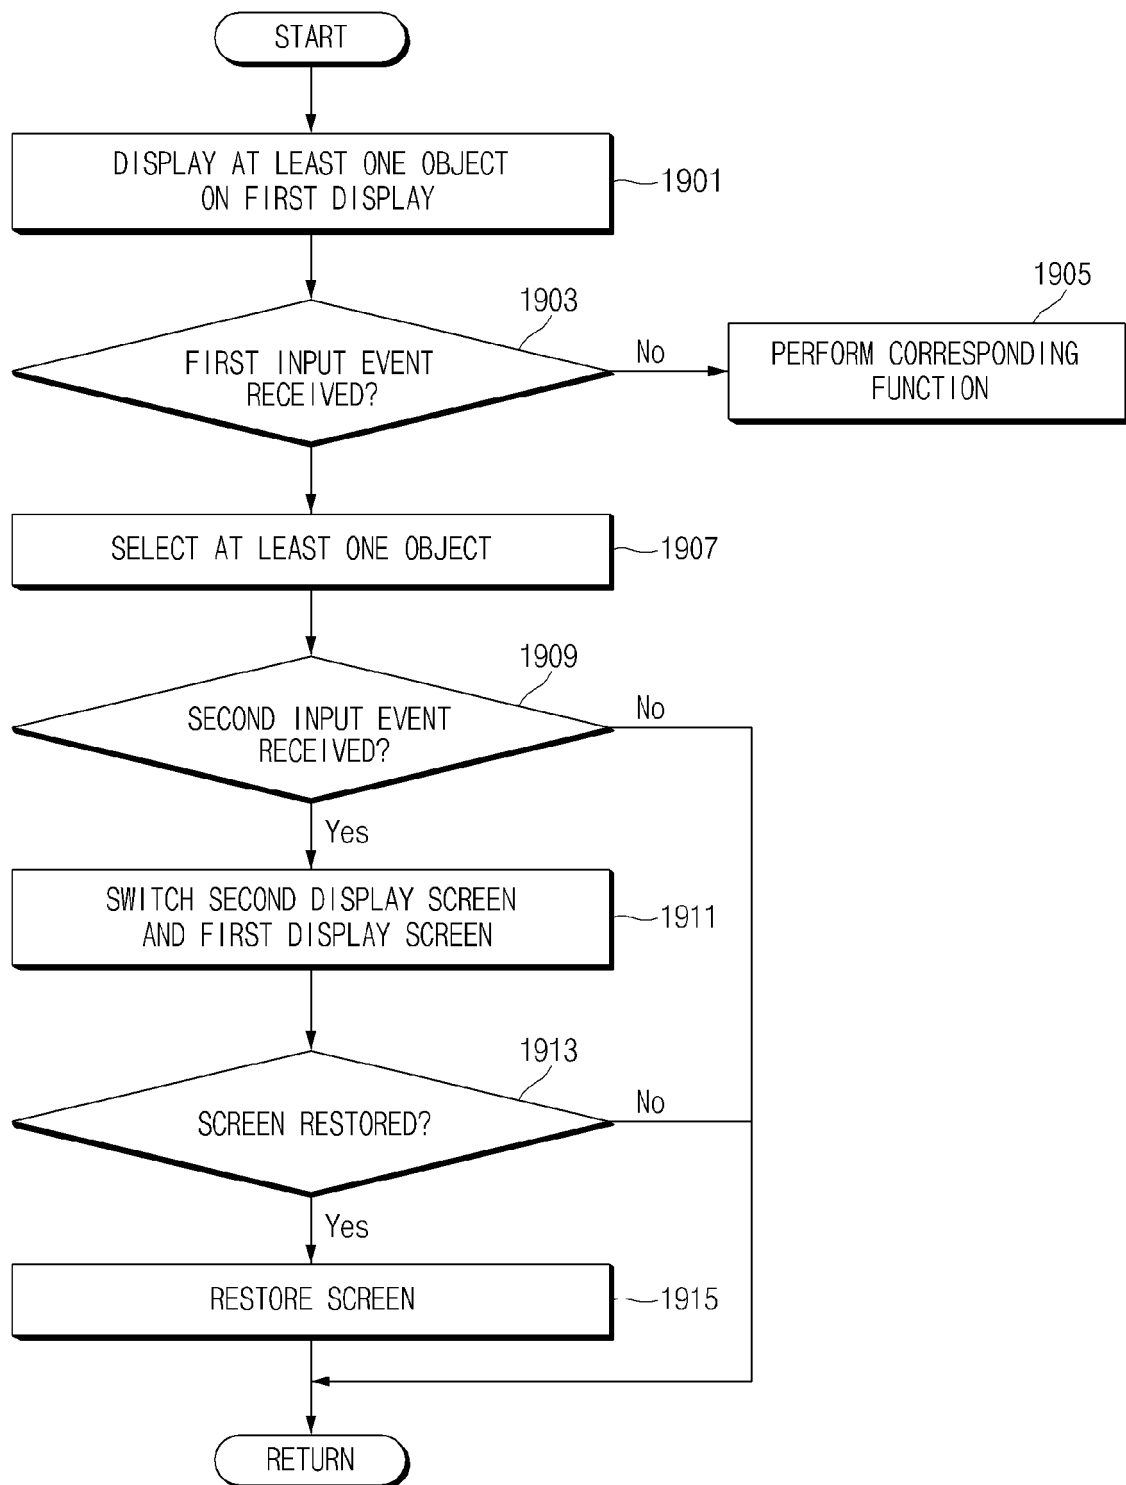 START
DISPLAY AT LEAST ONE OBJECT
ON FIRST DISPLAY
1901
1903
FIRST INPUT EVENT
RECEIVED?
No
1905
PERFORM CORRESPONDING
FUNCTION
SELECT AT LEAST ONE OBJECT
1907
1909
SECOND INPUT EVENT
RECEIVED?
No
Yes
SWITCH SECOND DISPLAY SCREEN
AND FIRST DISPLAY SCREEN
1911
1913
SCREEN RESTORED?
No
Yes
RESTORE SCREEN
1915
RETURN